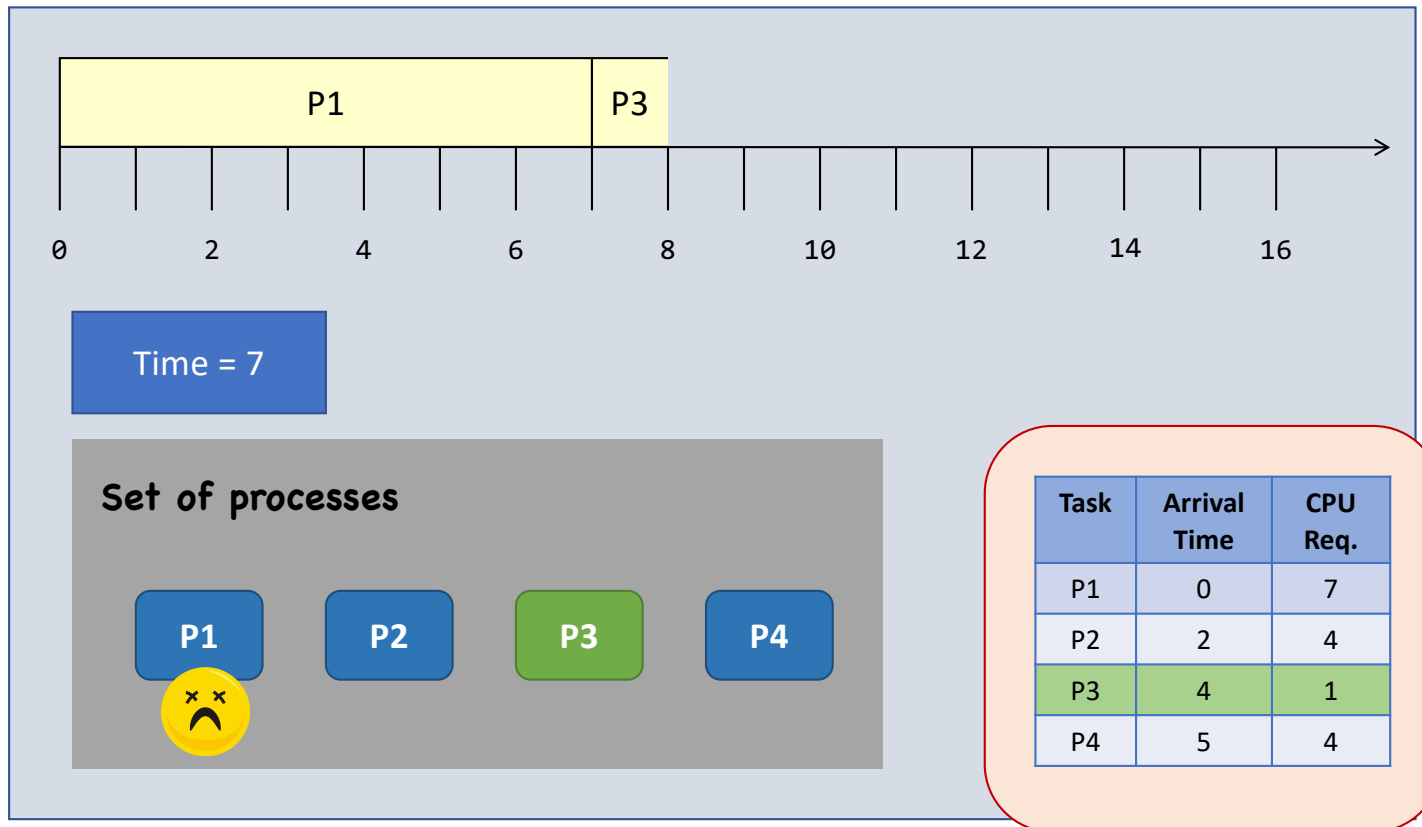 P1 P3
0 2 4 6 8 10 12 14 16
Time = 7
Set of processes
P1 P2 P3 P4
Task Arrival Time CPU Req.
P1 0 7
P2 2 4
P3 4 1
P4 5 4